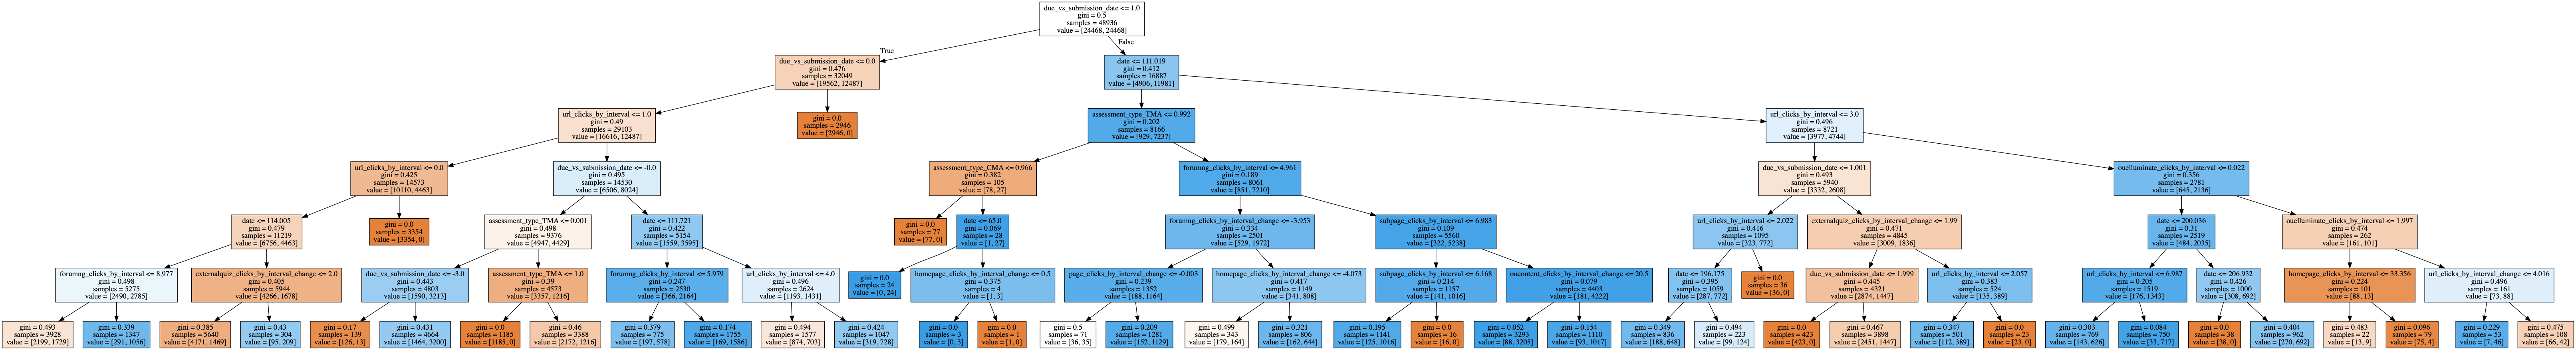 due_vs_submission_date <= 1.0
gini = 0.5
samples = 48936
value = [24468, 24468]
True
False
due_vs_submission_date <= 0.0
gini = 0.476
samples = 32049
value = [19562, 12487]
date <= 111.019
gini = 0.412
samples = 16887
value = [4906, 11981]
url_clicks_by_interval <= 1.0
gini = 0.49
samples = 29103
value = [16616, 12487]
gini = 0.0
samples = 2946
value = [2946, 0]
assessment_type_TMA <= 0.992
gini = 0.202
samples = 8166
value = [929, 7237]
url_clicks_by_interval <= 3.0
gini = 0.496
samples = 8721
value = [3977, 4744]
url_clicks_by_interval <= 0.0
gini = 0.425
samples = 14573
value = [10110, 4463]
due_vs_submission_date <= -0.0
gini = 0.495
samples = 14530
value = [6506, 8024]
assessment_type_CMA <= 0.966
gini = 0.382
samples = 105
value = [78, 27]
forumng_clicks_by_interval <= 4.961
gini = 0.189
samples = 8061
value = [851, 7210]
due_vs_submission_date <= 1.001
gini = 0.493
samples = 5940
value = [3332, 2608]
ouelluminate_clicks_by_interval <= 0.022
gini = 0.356
samples = 2781
value = [645, 2136]
date <= 114.005
gini = 0.479
samples = 11219
value = [6756, 4463]
gini = 0.0
samples = 3354
value = [3354, 0]
assessment_type_TMA <= 0.001
gini = 0.498
samples = 9376
value = [4947, 4429]
date <= 111.721
gini = 0.422
samples = 5154
value = [1559, 3595]
gini = 0.0
samples = 77
value = [77, 0]
date <= 65.0
gini = 0.069
samples = 28
value = [1, 27]
forumng_clicks_by_interval_change <= -3.953
gini = 0.334
samples = 2501
value = [529, 1972]
subpage_clicks_by_interval <= 6.983
gini = 0.109
samples = 5560
value = [322, 5238]
url_clicks_by_interval <= 2.022
gini = 0.416
samples = 1095
value = [323, 772]
externalquiz_clicks_by_interval_change <= 1.99
gini = 0.471
samples = 4845
value = [3009, 1836]
date <= 200.036
gini = 0.31
samples = 2519
value = [484, 2035]
ouelluminate_clicks_by_interval <= 1.997
gini = 0.474
samples = 262
value = [161, 101]
forumng_clicks_by_interval <= 8.977
gini = 0.498
samples = 5275
value = [2490, 2785]
externalquiz_clicks_by_interval_change <= 2.0
gini = 0.405
samples = 5944
value = [4266, 1678]
due_vs_submission_date <= -3.0
gini = 0.443
samples = 4803
value = [1590, 3213]
assessment_type_TMA <= 1.0
gini = 0.39
samples = 4573
value = [3357, 1216]
forumng_clicks_by_interval <= 5.979
gini = 0.247
samples = 2530
value = [366, 2164]
url_clicks_by_interval <= 4.0
gini = 0.496
samples = 2624
value = [1193, 1431]
gini = 0.0
samples = 24
value = [0, 24]
homepage_clicks_by_interval_change <= 0.5
gini = 0.375
samples = 4
value = [1, 3]
page_clicks_by_interval_change <= -0.003
gini = 0.239
samples = 1352
value = [188, 1164]
homepage_clicks_by_interval_change <= -4.073
gini = 0.417
samples = 1149
value = [341, 808]
subpage_clicks_by_interval <= 6.168
gini = 0.214
samples = 1157
value = [141, 1016]
gini = 0.0
samples = 16
value = [16, 0]
oucontent_clicks_by_interval_change <= 20.5
gini = 0.079
samples = 4403
value = [181, 4222]
date <= 196.175
gini = 0.395
samples = 1059
value = [287, 772]
gini = 0.0
samples = 36
value = [36, 0]
due_vs_submission_date <= 1.999
gini = 0.445
samples = 4321
value = [2874, 1447]
url_clicks_by_interval <= 2.057
gini = 0.383
samples = 524
value = [135, 389]
url_clicks_by_interval <= 6.987
gini = 0.205
samples = 1519
value = [176, 1343]
date <= 206.932
gini = 0.426
samples = 1000
value = [308, 692]
homepage_clicks_by_interval <= 33.356
gini = 0.224
samples = 101
value = [88, 13]
url_clicks_by_interval_change <= 4.016
gini = 0.496
samples = 161
value = [73, 88]
gini = 0.493
samples = 3928
value = [2199, 1729]
gini = 0.339
samples = 1347
value = [291, 1056]
gini = 0.385
samples = 5640
value = [4171, 1469]
gini = 0.43
samples = 304
value = [95, 209]
gini = 0.17
samples = 139
value = [126, 13]
gini = 0.431
samples = 4664
value = [1464, 3200]
gini = 0.0
samples = 1185
value = [1185, 0]
gini = 0.46
samples = 3388
value = [2172, 1216]
gini = 0.379
samples = 775
value = [197, 578]
gini = 0.174
samples = 1755
value = [169, 1586]
gini = 0.494
samples = 1577
value = [874, 703]
gini = 0.424
samples = 1047
value = [319, 728]
gini = 0.0
samples = 3
value = [0, 3]
gini = 0.0
samples = 1
value = [1, 0]
gini = 0.5
samples = 71
value = [36, 35]
gini = 0.209
samples = 1281
value = [152, 1129]
gini = 0.499
samples = 343
value = [179, 164]
gini = 0.321
samples = 806
value = [162, 644]
gini = 0.195
samples = 1141
value = [125, 1016]
gini = 0.052
samples = 3293
value = [88, 3205]
gini = 0.154
samples = 1110
value = [93, 1017]
gini = 0.349
samples = 836
value = [188, 648]
gini = 0.494
samples = 223
value = [99, 124]
gini = 0.0
samples = 423
value = [423, 0]
gini = 0.467
samples = 3898
value = [2451, 1447]
gini = 0.347
samples = 501
value = [112, 389]
gini = 0.0
samples = 23
value = [23, 0]
gini = 0.303
samples = 769
value = [143, 626]
gini = 0.084
samples = 750
value = [33, 717]
gini = 0.0
samples = 38
value = [38, 0]
gini = 0.404
samples = 962
value = [270, 692]
gini = 0.483
samples = 22
value = [13, 9]
gini = 0.096
samples = 79
value = [75, 4]
gini = 0.229
samples = 53
value = [7, 46]
gini = 0.475
samples = 108
value = [66, 42]